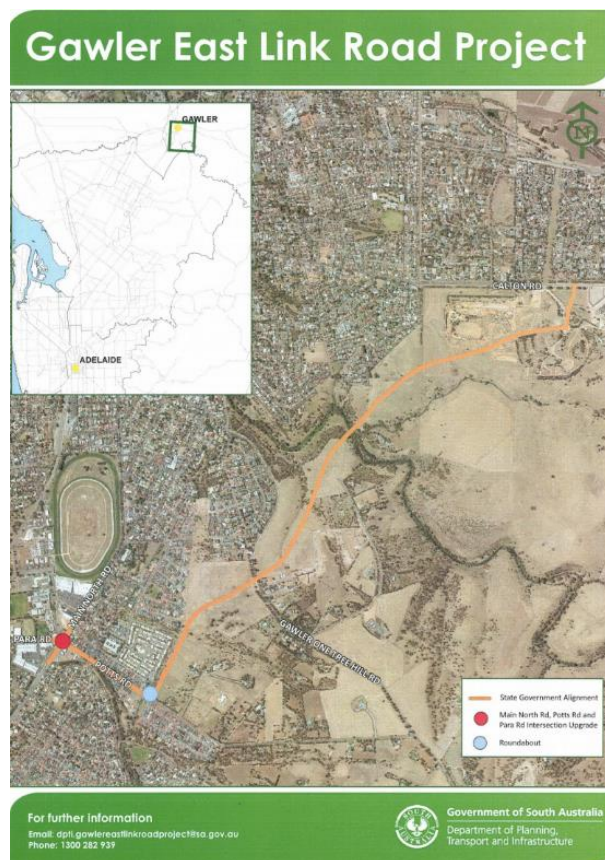 Gawler East Link Road Project
GAWLER
ADELAIDE
N
CALTON RD
MAIN NORTH RD
PARA RD
POTTS RD
GAWLER ONE TREE HILL RD
State Government Alignment
Main North Rd, Potts Rd and
Para Rd Intersection Upgrade
Roundabout
For further information
Email: dpti.gawlereastlinkroadproject@sa.gov.au
Phone: 1300 282 939
SOUTH
AUSTRALIA
Government of South Australia
Department of Planning,
Transport and Infrastructure